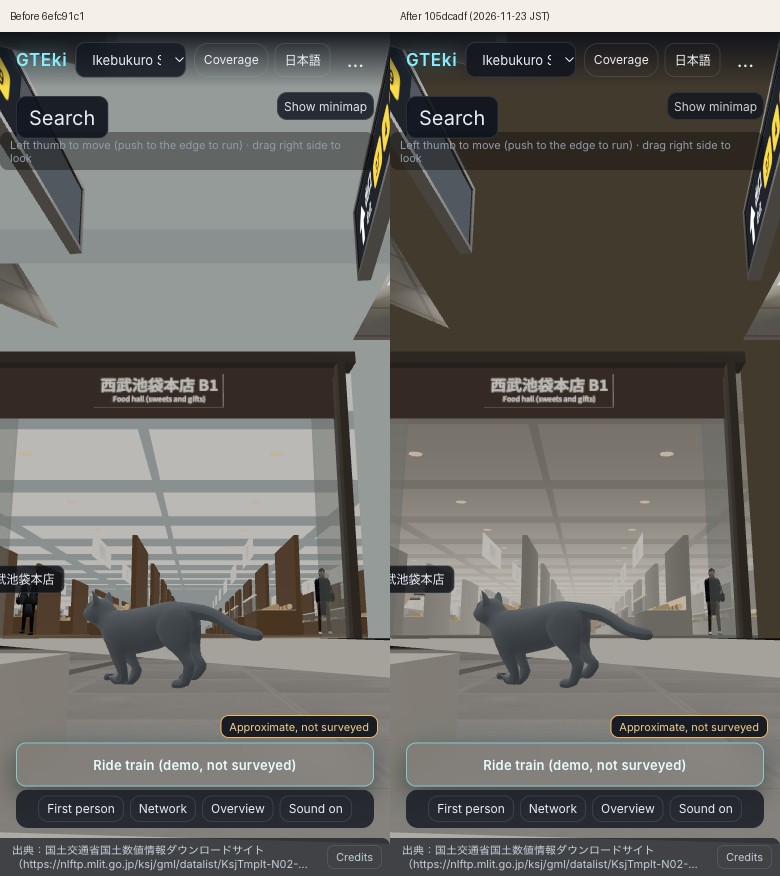 Before 6efc91c1
GTEki
Ikebukuro S
Coverage
日本語
...
Search
Show minimap
Left thumb to move (push to the edge to run) · drag right side to
look
西武池袋本店 B1
Food hall (sweets and gifts)
武池袋本店
Approximate, not surveyed
Ride train (demo, not surveyed)
First person
Network
Overview
Sound on
出典：国土交通省国土数値情報ダウンロードサイト
（https://nlftp.mlit.go.jp/ksj/gml/datalist/KsjTmplt-N02-...
Credits
After 105dcadf (2026-11-23 JST)
GTEki
Ikebukuro S
Coverage
日本語
...
Search
Show minimap
Left thumb to move (push to the edge to run) · drag right side to
look
西武池袋本店 B1
Food hall (sweets and gifts)
武池袋本店
Approximate, not surveyed
Ride train (demo, not surveyed)
First person
Network
Overview
Sound on
出典：国土交通省国土数値情報ダウンロードサイト
（https://nlftp.mlit.go.jp/ksj/gml/datalist/KsjTmplt-N02-...
Credits